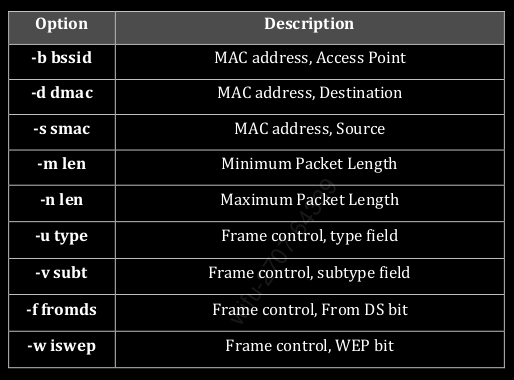 Option Description
-b bssid MAC address, Access Point
-d dmac MAC address, Destination
-s smac MAC address, Source
-m len Minimum Packet Length
-n len Maximum Packet Length
-u type Frame control, type field
-v subt Frame control, subtype field
-f fromds Frame control, From DS bit
-w iswep Frame control, WEP bit